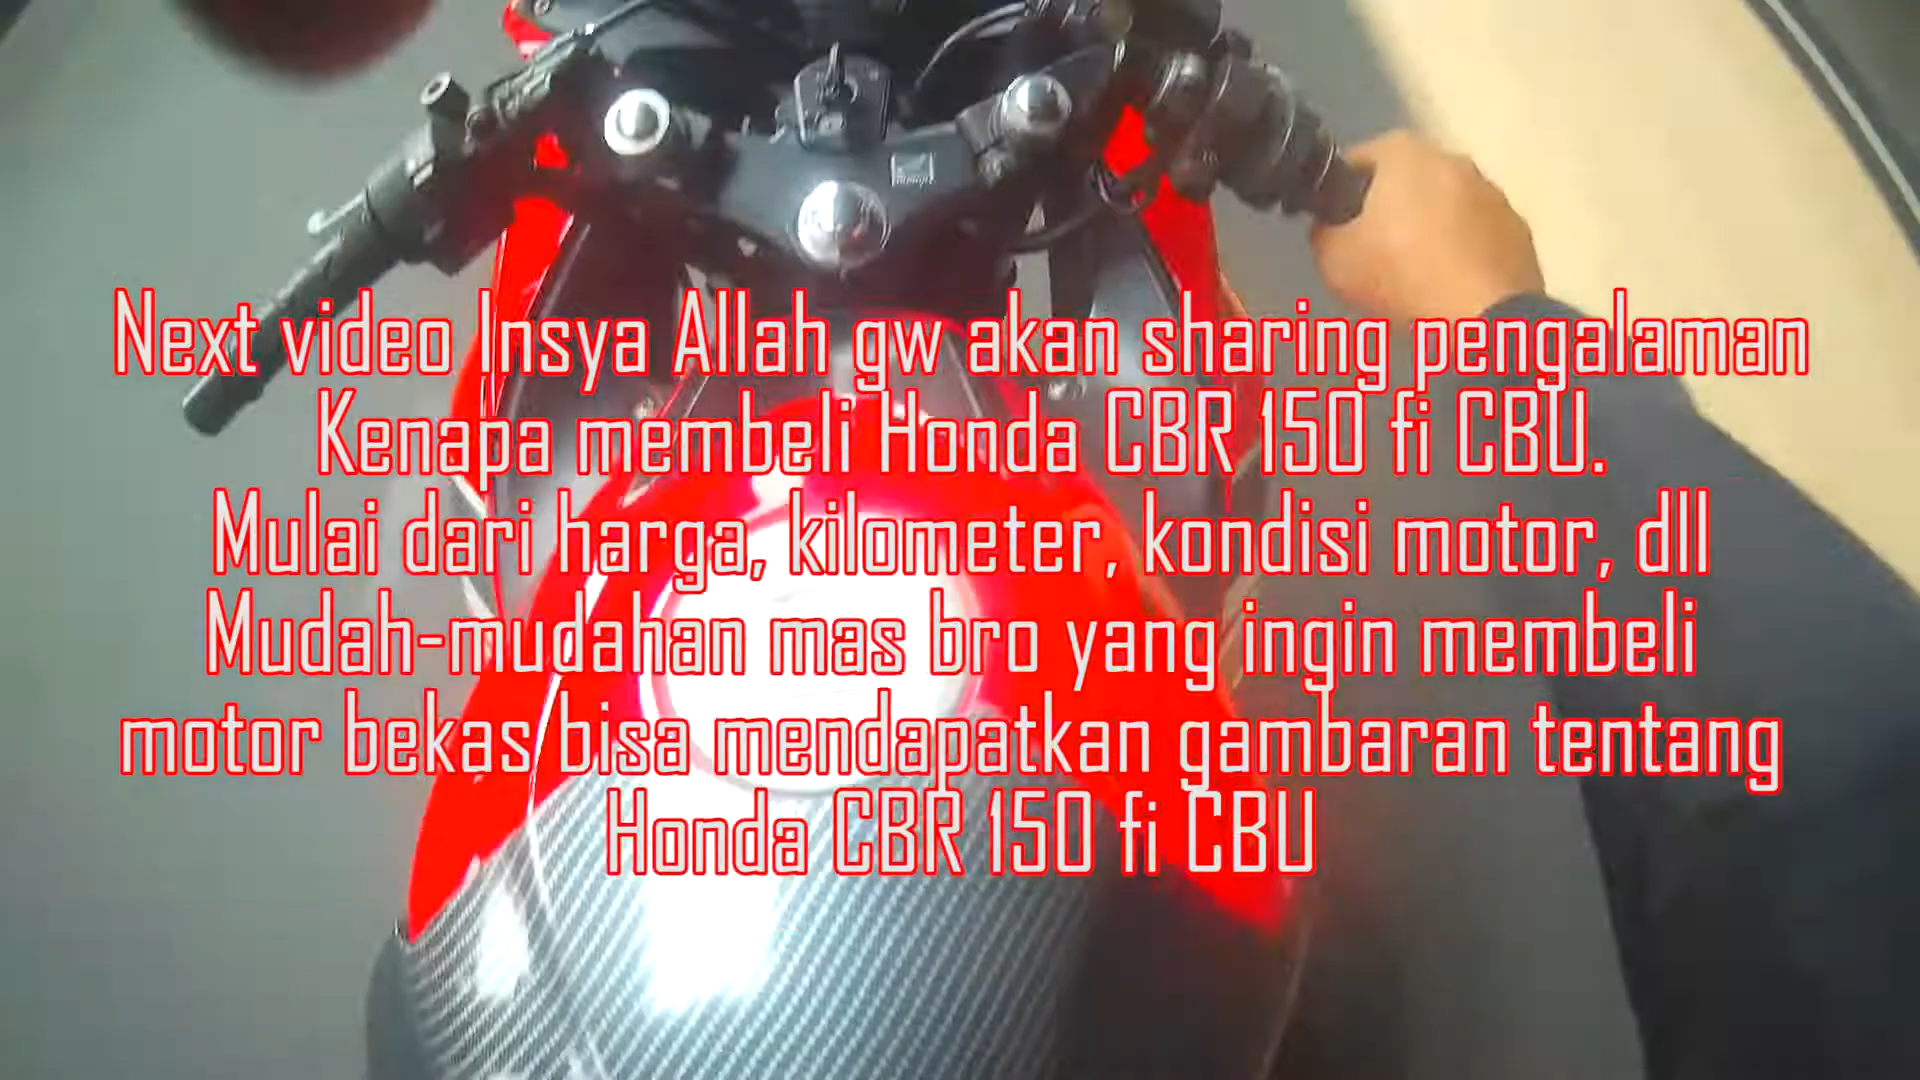 Next video Insya Allah gw akan sharing pengalaman
Kenapa membeli Honda CBR 150 fi CBU.
Mulai dari harga, kilometer, kondisi motor, dll
Mudah-mudahan mas bro yang ingin membeli
motor bekas bisa mendapatkan gambaran tentang
Honda CBR 150 fi CBU